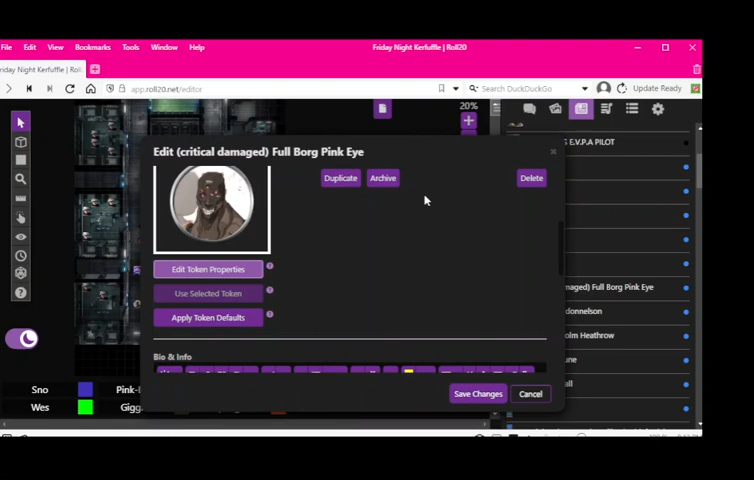 File Edit View Bookmarks Tools Window Help
Friday Night Kerfuffle | Roll20
riday Night Kerfuffle | Roll
app.roll20.net/editor
Search DuckDuckGo
Update Ready
20%
E.V.P.A PILOT
Edit (critical damaged) Full Borg Pink Eye
Duplicate
Archive
Delete
Edit Token Properties
Use Selected Token
Apply Token Defaults
maged) Full Borg Pink Eye
donnelson
olm Heathrow
une
all
Bio & Info
Save Changes
Cancel
Sno
Pink-
Wes
Gigg